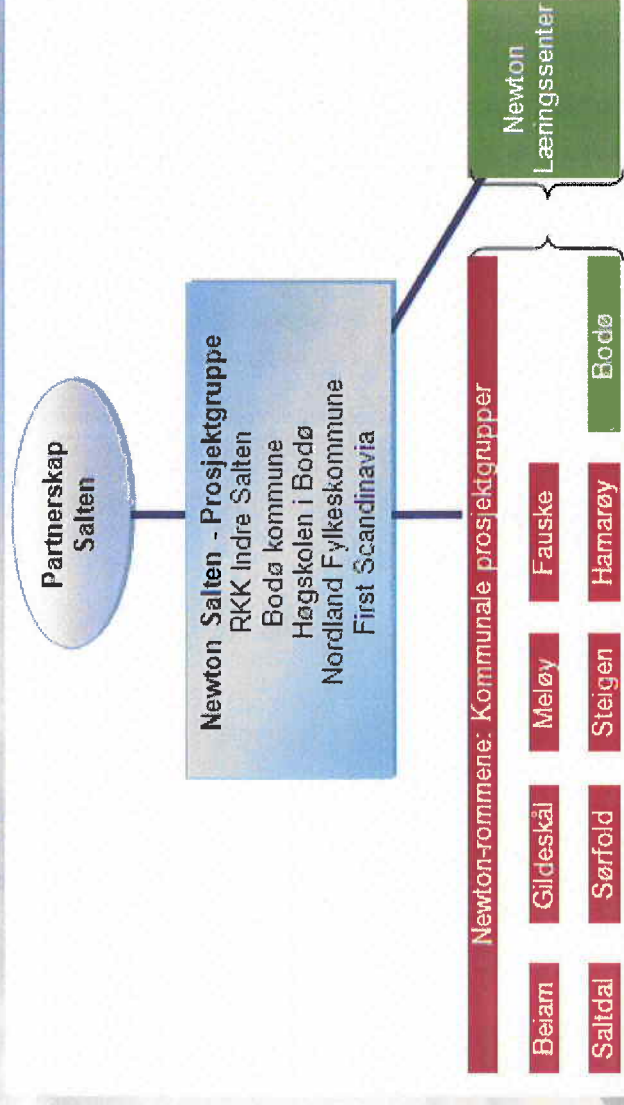 Partnerskap
Salten
Newton Salten - Prosjektgruppe
RKK Indre Salten
Bodø kommune
Høgskolen i Bodø
Nordland Fylkeskommune
First Scandinavia
Newton-rommene: Kommunale prosjektgrupper
Beiarn
Gildeskål
Meløy
Fauske
Saltdal
Sørfold
Steigen
Hamarøy
Bodø
Newton
Læringssenter